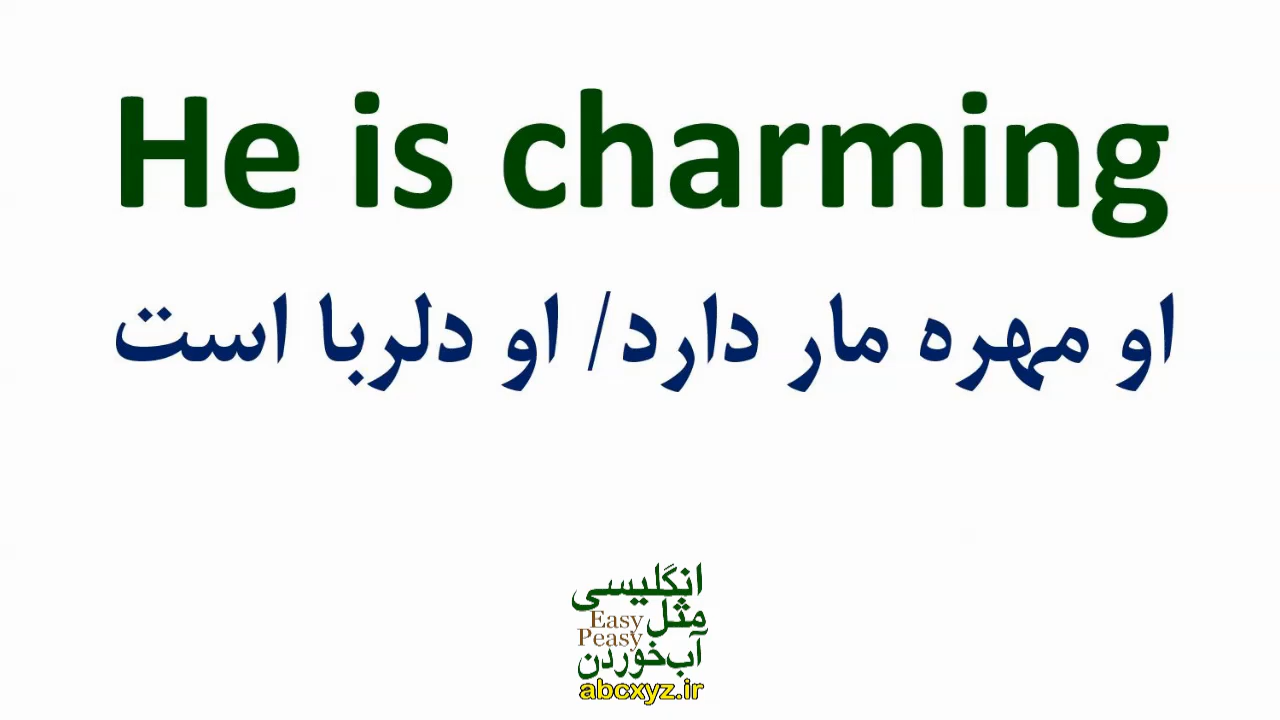 He is charming
او مهره مار دارد/ او دلربا است
انگلیسی
مثل Easy
Peasy
آب‌خوردن
abcxyz.ir